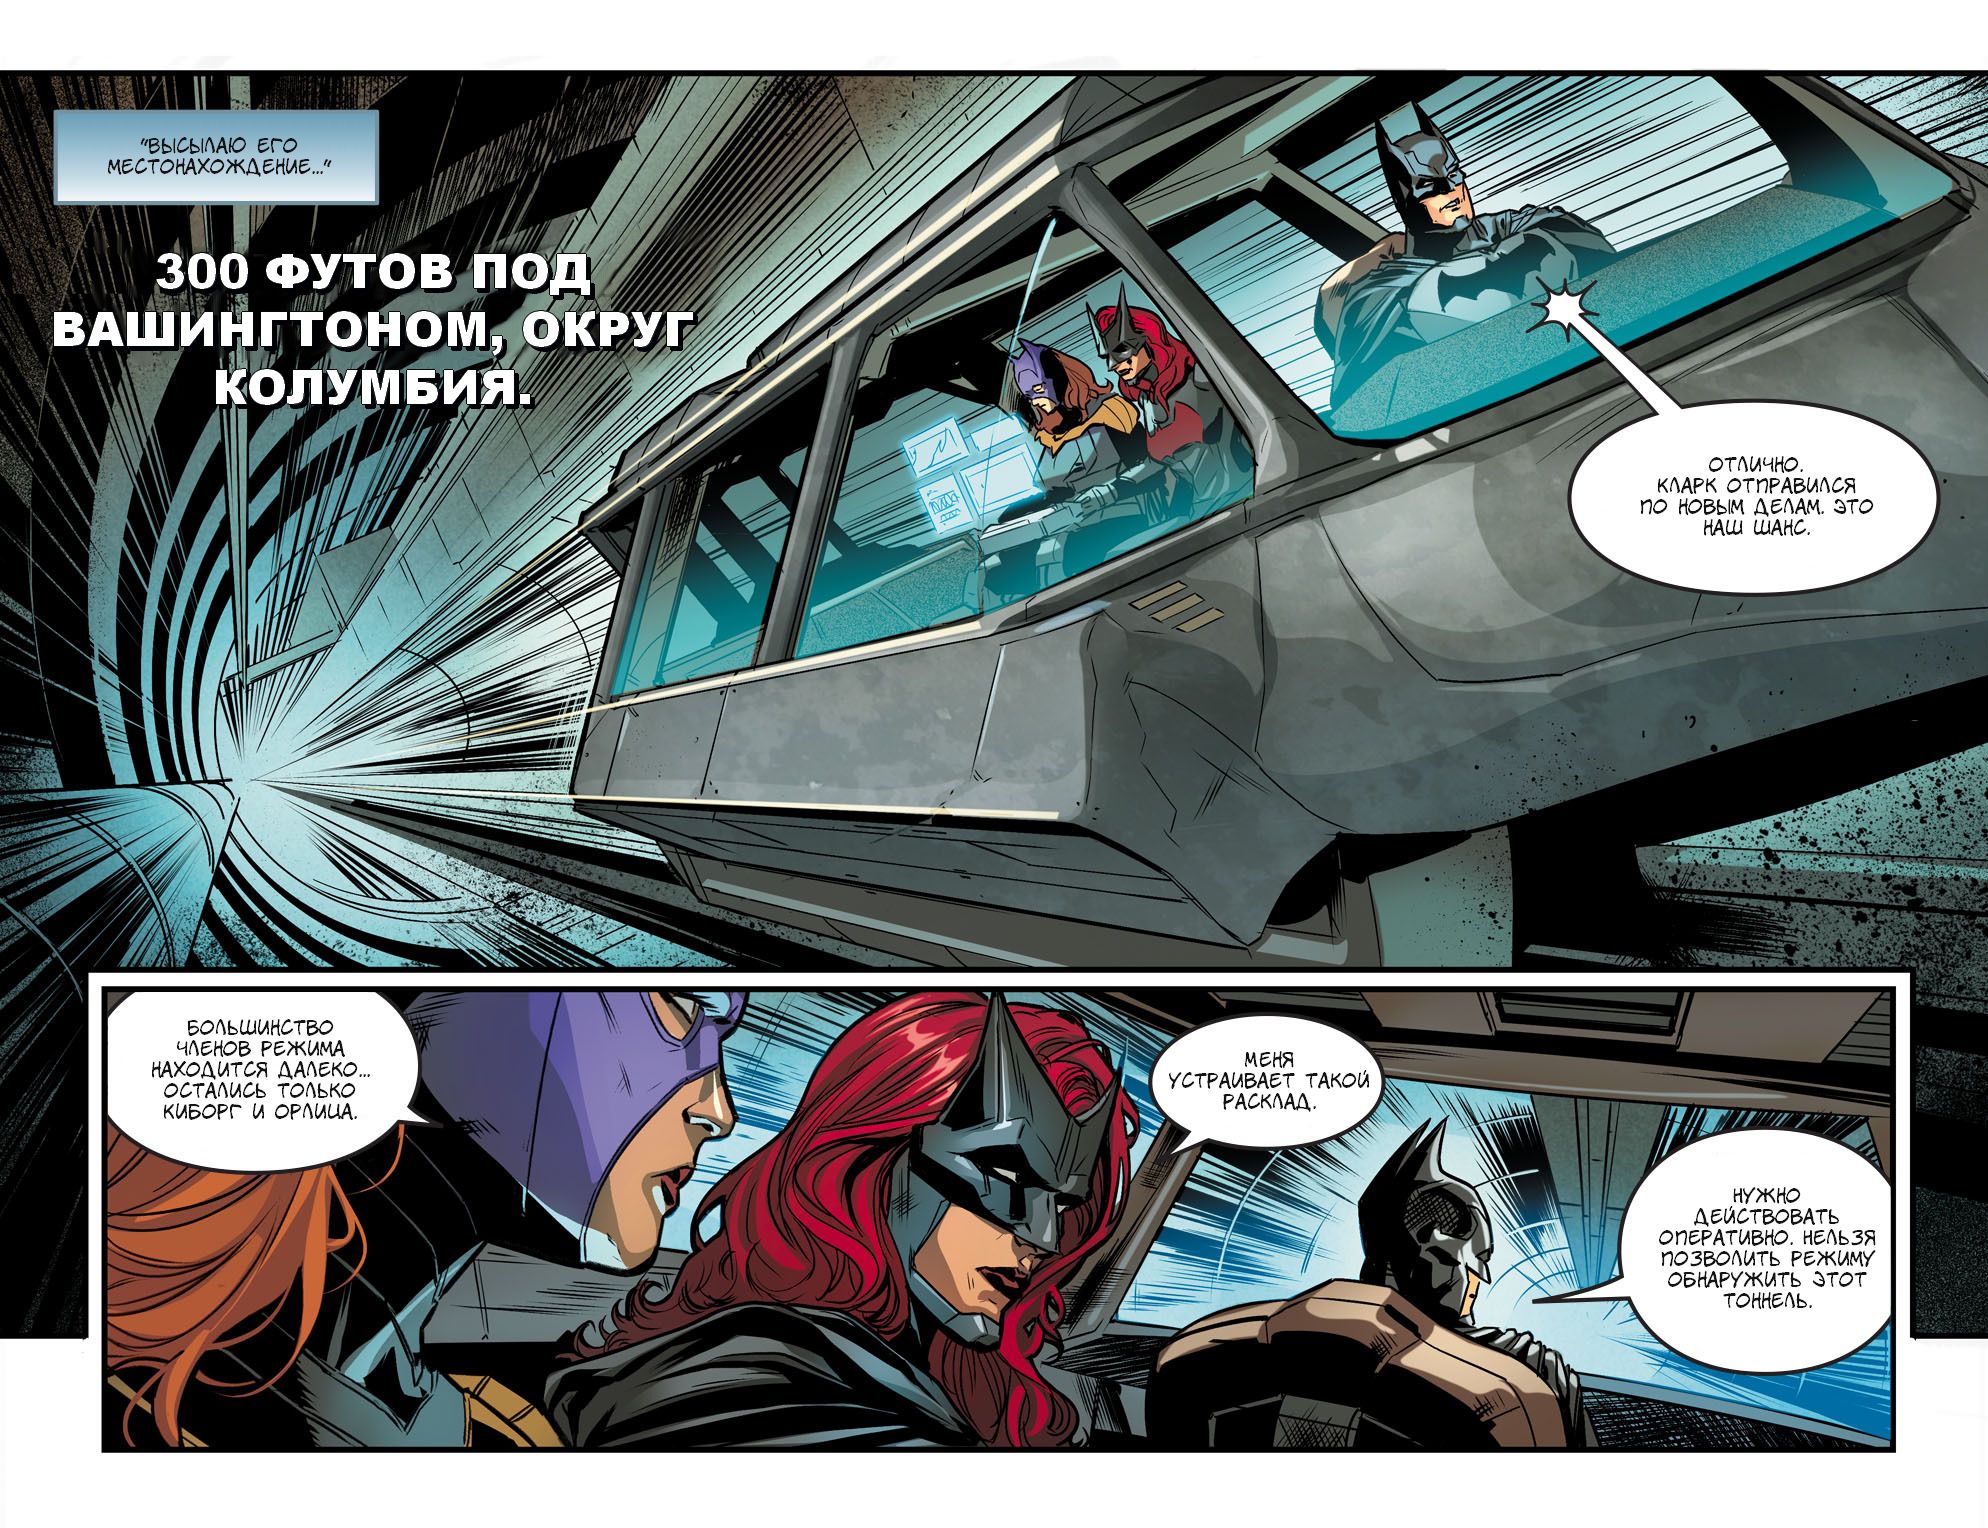 "ВЫСЫЛАЮ ЕГО
МЕСТОНАХОЖДЕНИЕ..."
300 ФУТОВ ПОД
ВАШИНГТОНОМ, ОКРУГ
КОЛУМБИЯ.
ОТЛИЧНО.
КЛАРК ОТПРАВИЛСЯ
ПО НОВЫМ ДЕЛАМ. ЭТО
НАШ ШАНС.
БОЛЬШИНСТВО
ЧЛЕНОВ РЕЖИМА
НАХОДИТСЯ ДАЛЕКО...
ОСТАЛИСЬ ТОЛЬКО
КИБОРГ И ОРЛИЦА.
МЕНЯ
УСТРАИВАЕТ ТАКОЙ
РАСКЛАД.
НУЖНО
ДЕЙСТВОВАТЬ
ОПЕРАТИВНО. НЕЛЬЗЯ
ПОЗВОЛИТЬ РЕЖИМУ
ОБНАРУЖИТЬ ЭТОТ
ТОННЕЛЬ.